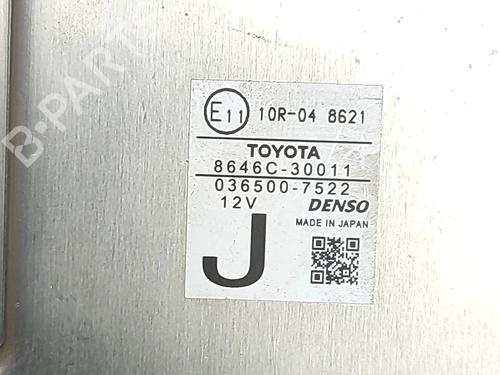 B-PARTS
E11 10R-04 8621
TOYOTA
8646C-30011
036500-7522
12V DENSO
MADE IN JAPAN
J